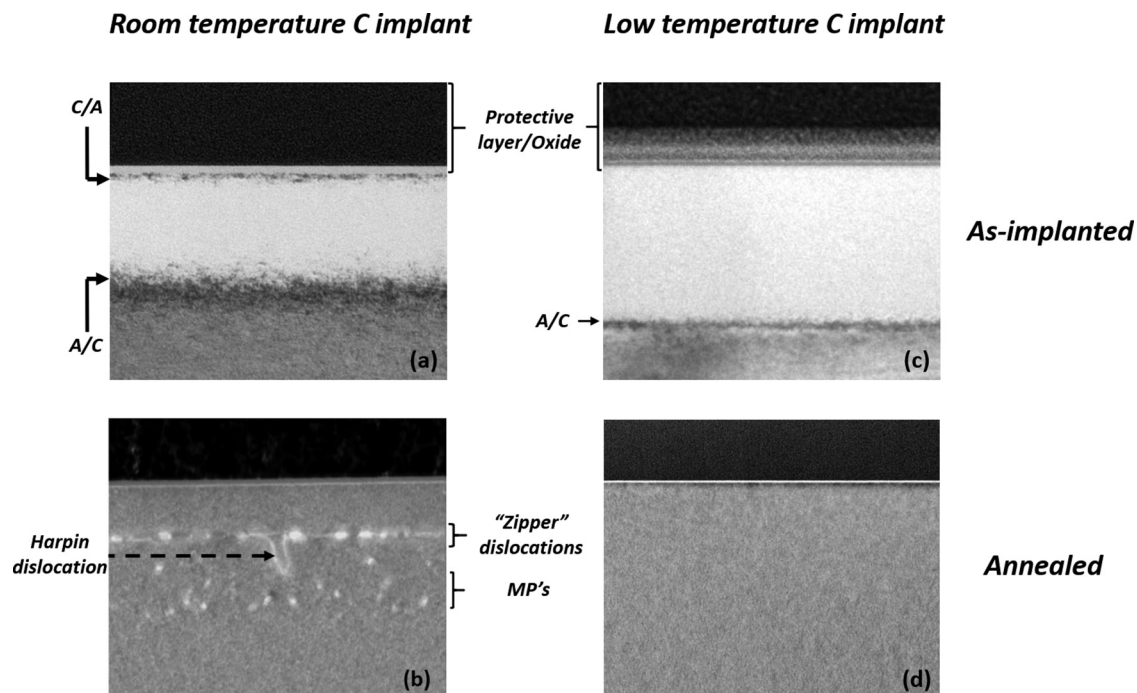 Room temperature C implant
Low temperature C implant
C/A
Protective
layer/Oxide
As-implanted
A/C
(a)
A/C
(c)
Harpin
dislocation
"Zipper"
dislocations
MP's
Annealed
(b)
(d)